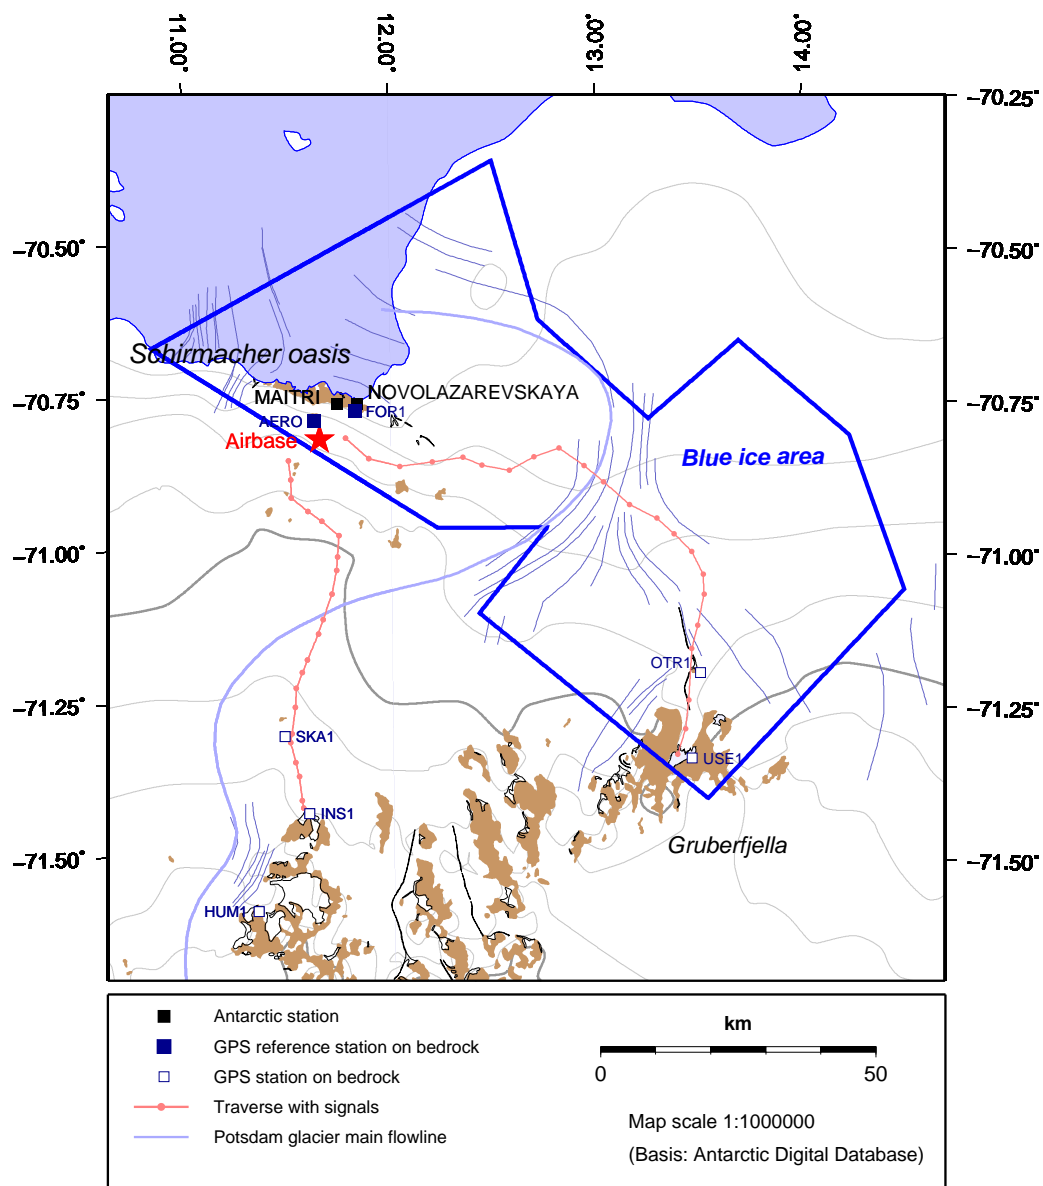 11.00°
12.00°
13.00°
14.00°
−70.25°
−70.25°
−70.50°
−70.50°
Schirmacher oasis
MAITRI
NOVOLAZAREVSKAYA
−70.75°
−70.75°
FOR1
AERO
Airbase
Blue ice area
−71.00°
−71.00°
OTR1
−71.25°
−71.25°
SKA1
USE1
INS1
Gruberfjella
−71.50°
−71.50°
HUM1
Antarctic station
GPS reference station on bedrock
GPS station on bedrock
Traverse with signals
Potsdam glacier main flowline
km
0
50
Map scale 1:1000000
(Basis: Antarctic Digital Database)